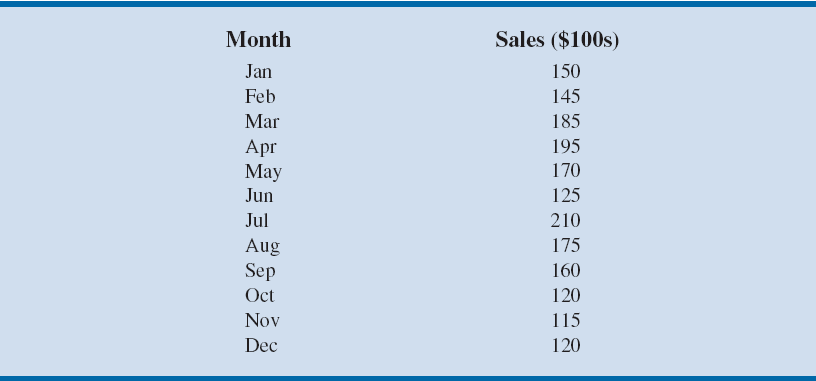 Month Sales ($100s)
Jan 150
Feb 145
Mar 185
Apr 195
May 170
Jun 125
Jul 210
Aug 175
Sep 160
Oct 120
Nov 115
Dec 120